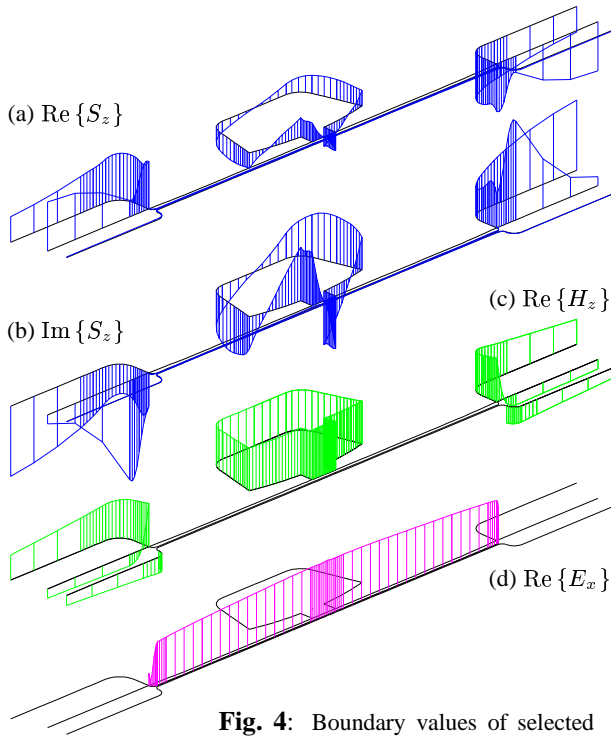 (a) Re {S_z}
(b) Im {S_z}
(c) Re {H_z}
(d) Re {E_x}
Fig. 4: Boundary values of selected